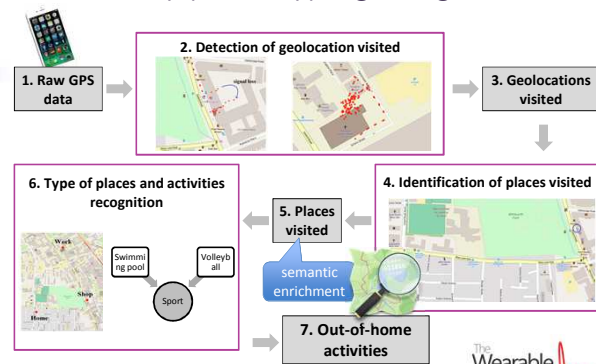 2. Detection of geolocation visited
signal loss
1. Raw GPS
data
3. Geolocations
visited
6. Type of places and activities
recognition
4. Identification of places visited
5. Places
visited
Work
Swimmi
ng pool
Volleyb
all
Shop
Sport
Home
semantic
enrichment
7. Out-of-home
activities
The
Wearable